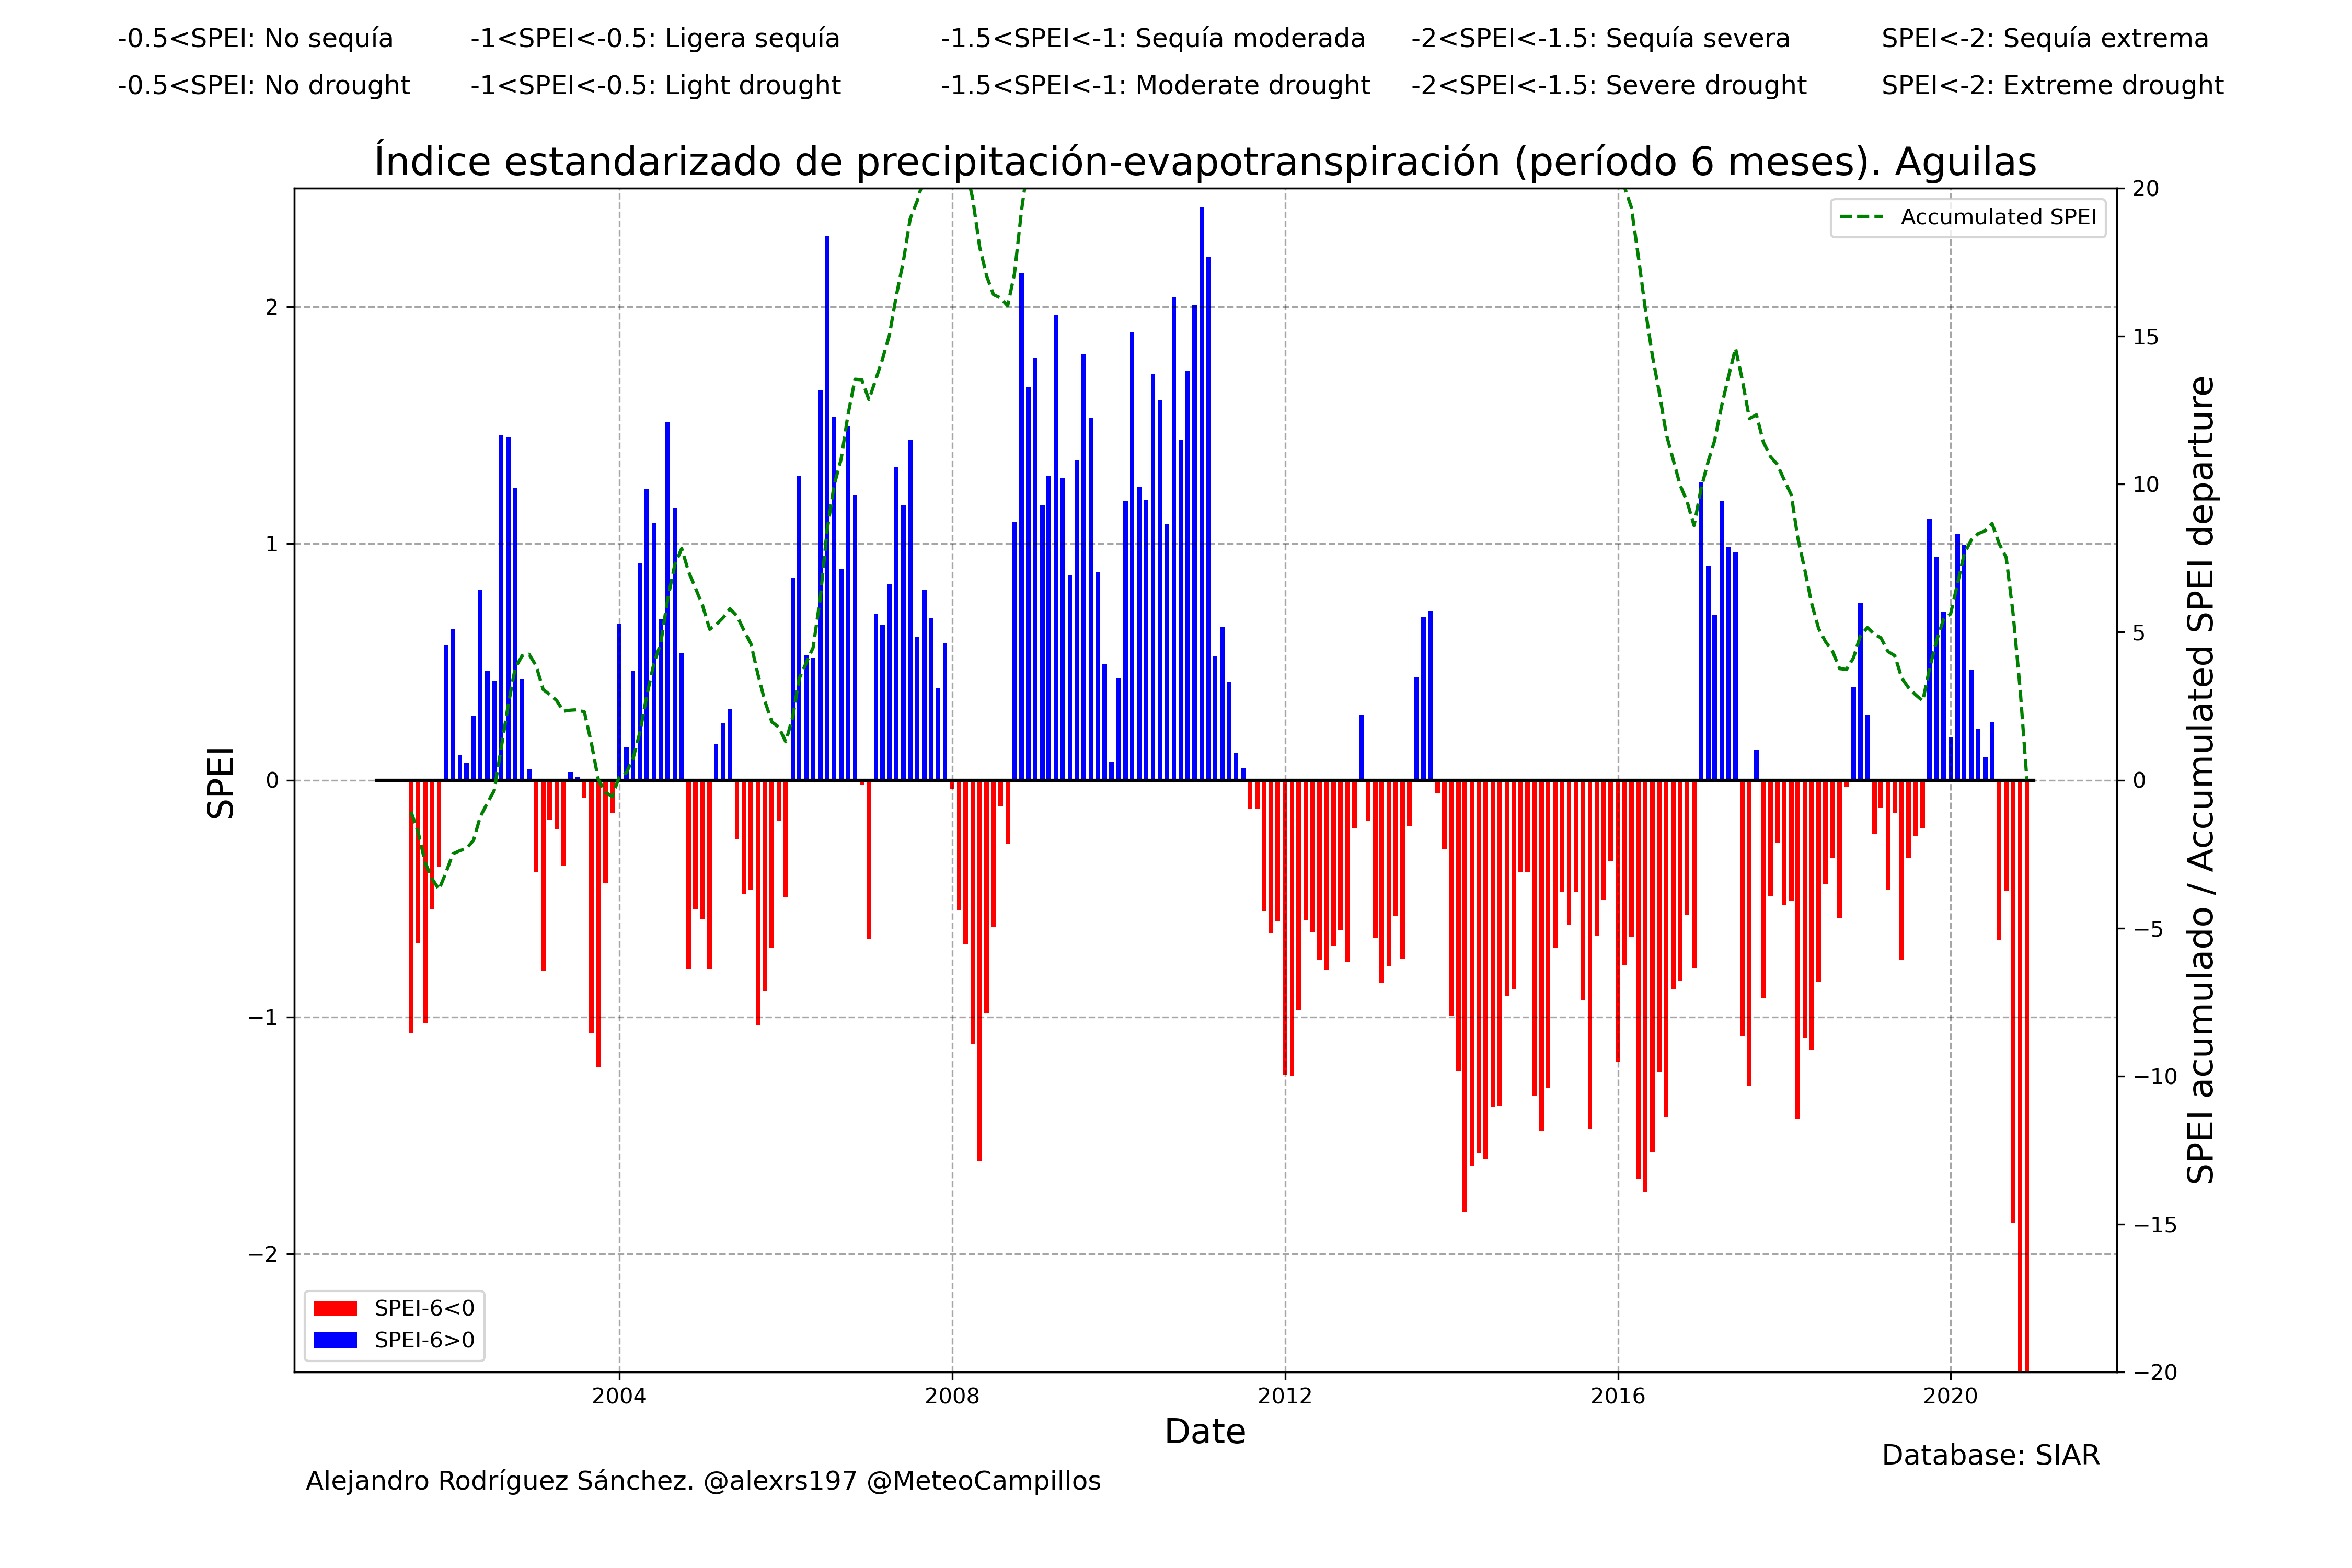 -0.5<SPEI: No sequía -1<SPEI<-0.5: Ligera sequía -1.5<SPEI<-1: Sequía moderada -2<SPEI<-1.5: Sequía severa SPEI<-2: Sequía extrema
-0.5<SPEI: No drought -1<SPEI<-0.5: Light drought -1.5<SPEI<-1: Moderate drought -2<SPEI<-1.5: Severe drought SPEI<-2: Extreme drought
Índice estandarizado de precipitación-evapotranspiración (período 6 meses). Aguilas
Accumulated SPEI
2
1
0
−1
−2
SPEI
20
15
10
5
0
−5
−10
−15
−20
SPEI acumulado / Accumulated SPEI departure
SPEI-6<0
SPEI-6>0
2004 2008 2012 2016 2020
Date
Database: SIAR
Alejandro Rodríguez Sánchez. @alexrs197 @MeteoCampillos